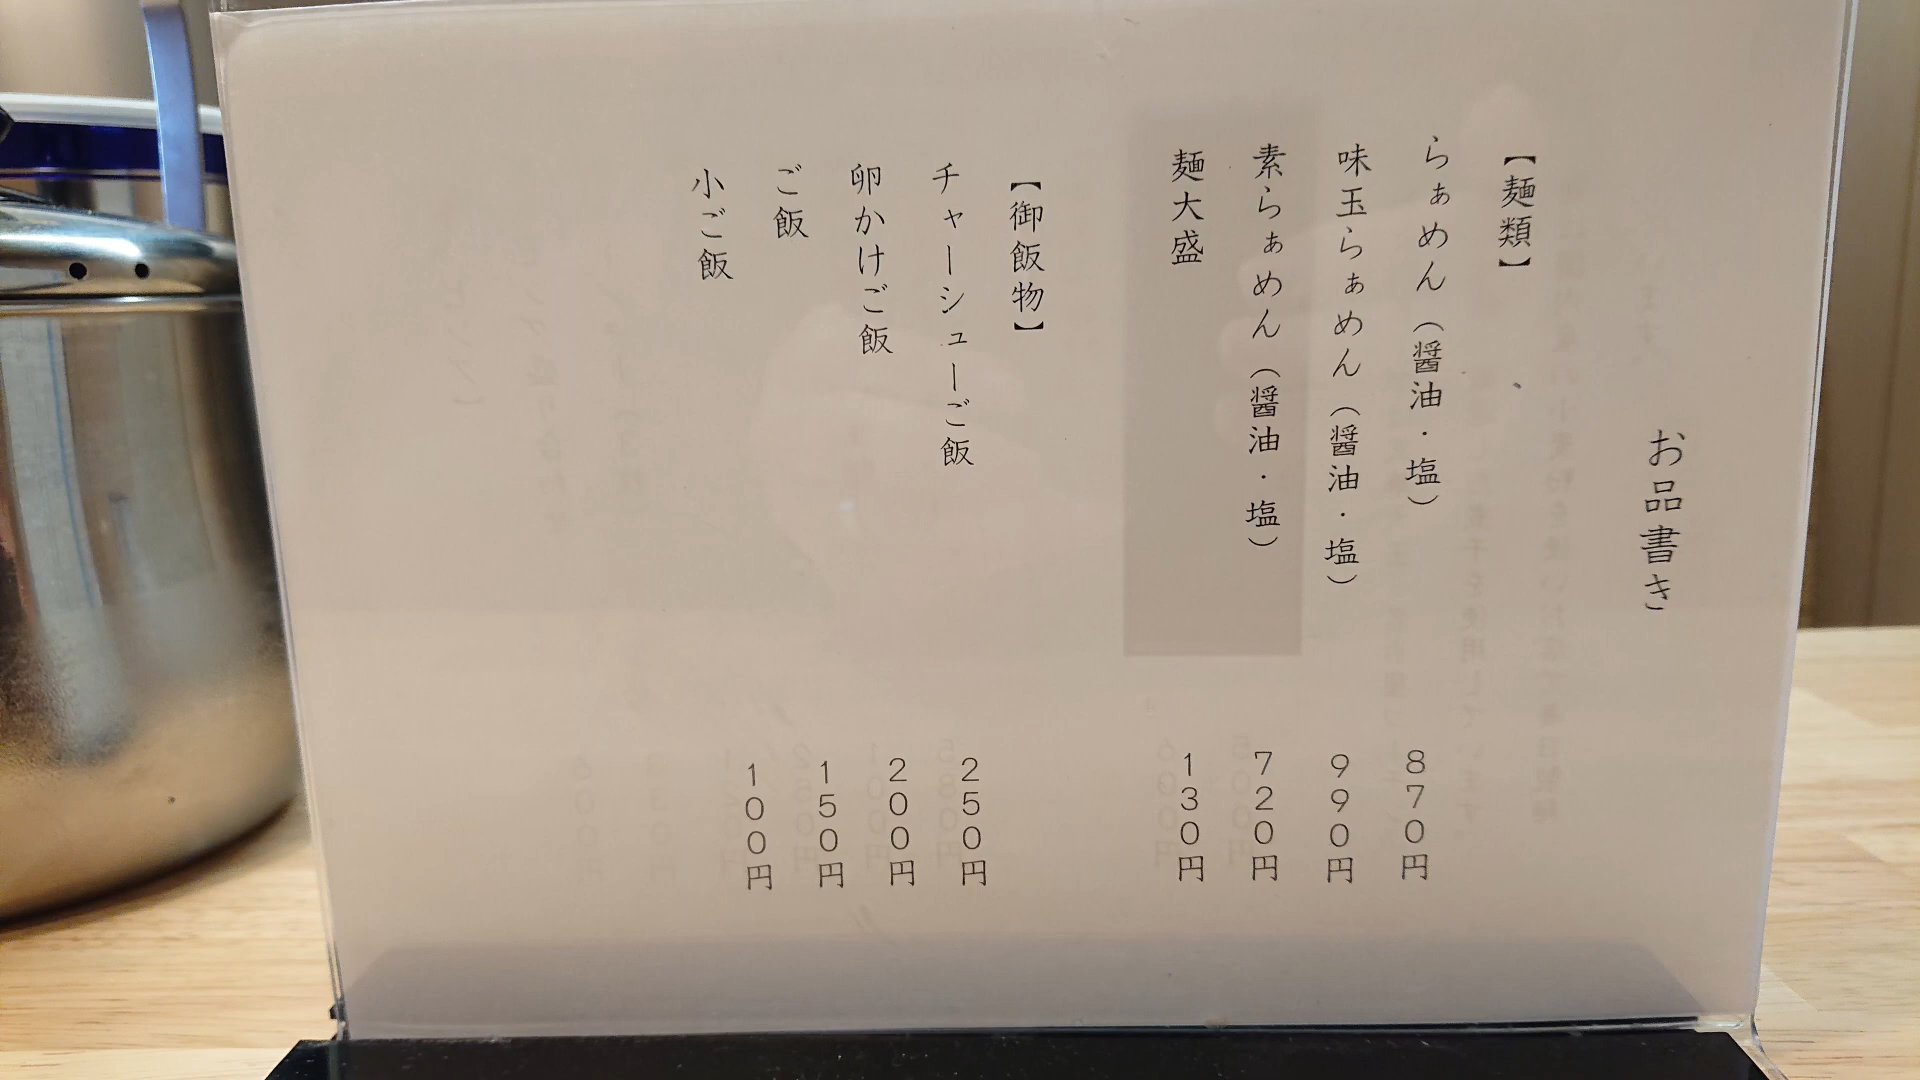 お品書き
【麺類】
らぁめん（醤油・塩） 870円
味玉らぁめん（醤油・塩） 990円
素らぁめん（醤油・塩） 720円
麺大盛 130円
【御飯物】
チャーシューご飯 250円
卵かけご飯 200円
ご飯 150円
小ご飯 100円